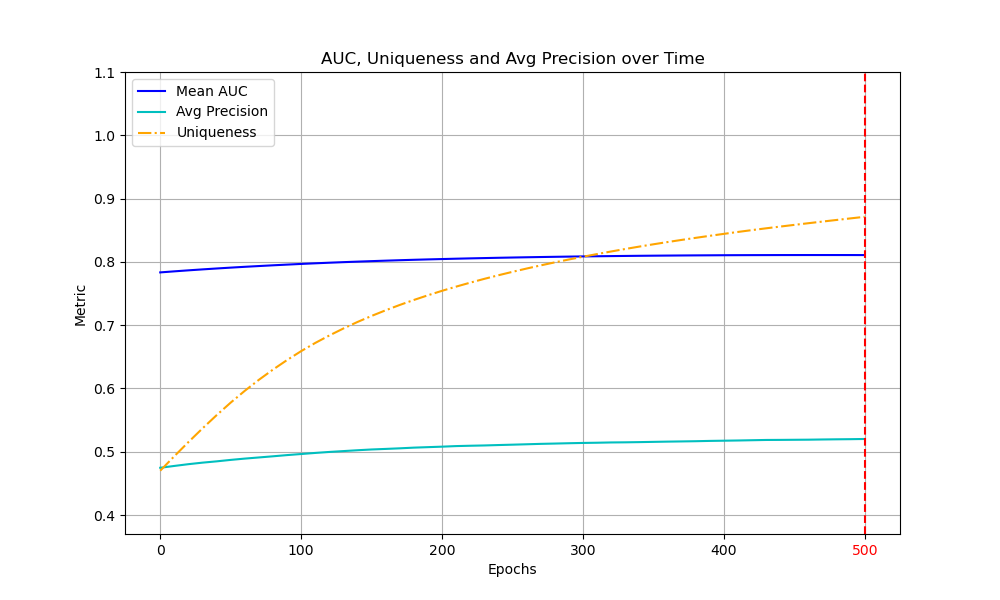 AUC, Uniqueness and Avg Precision over Time
Mean AUC
Avg Precision
Uniqueness
Metric
1.1
1.0
0.9
0.8
0.7
0.6
0.5
0.4
0 100 200 300 400 500
Epochs